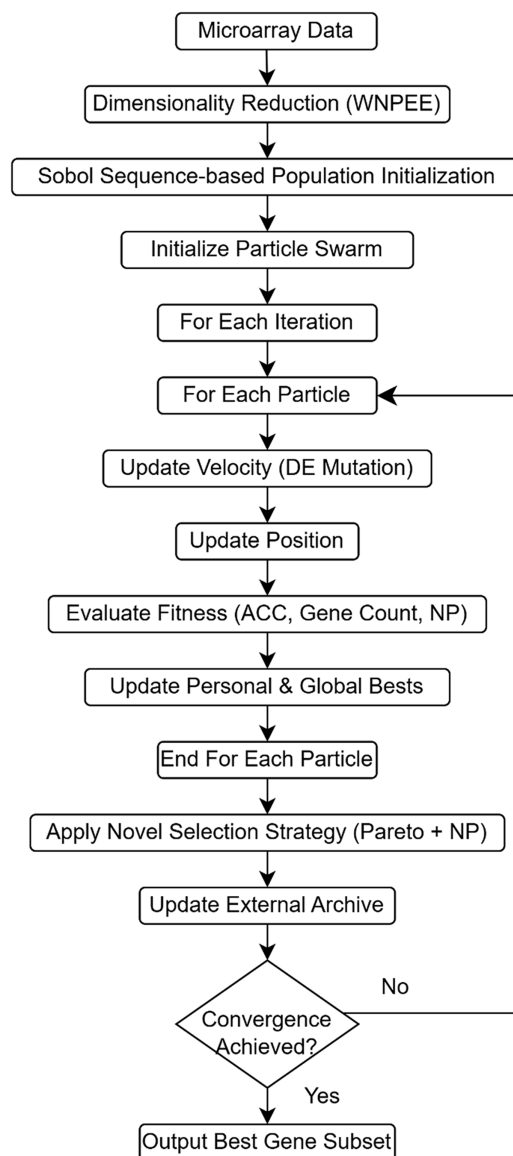 Microarray Data
Dimensionality Reduction (WNPEE)
Sobol Sequence-based Population Initialization
Initialize Particle Swarm
For Each Iteration
For Each Particle
Update Velocity (DE Mutation)
Update Position
Evaluate Fitness (ACC, Gene Count, NP)
Update Personal & Global Bests
End For Each Particle
Apply Novel Selection Strategy (Pareto + NP)
Update External Archive
No
Convergence
Achieved?
Yes
Output Best Gene Subset